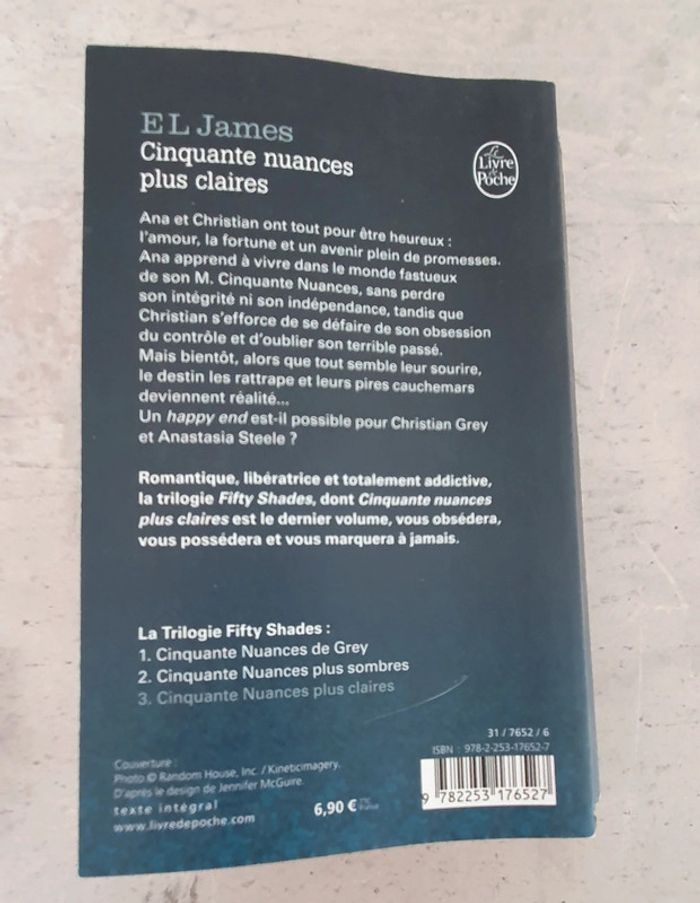 E L James
Cinquante nuances
plus claires
Le
Livre
de
Poche
Ana et Christian ont tout pour être heureux :
l'amour, la fortune et un avenir plein de promesses.
Ana apprend à vivre dans le monde fastueux
de son M. Cinquante Nuances, sans perdre
son intégrité ni son indépendance, tandis que
Christian s'efforce de se défaire de son obsession
du contrôle et d'oublier son terrible passé.
Mais bientôt, alors que tout semble leur sourire,
le destin les rattrape et leurs pires cauchemars
deviennent réalité...
Un happy end est-il possible pour Christian Grey
et Anastasia Steele ?
Romantique, libératrice et totalement addictive,
la trilogie Fifty Shades, dont Cinquante nuances
plus claires est le dernier volume, vous obsédera,
vous possédera et vous marquera à jamais.
La Trilogie Fifty Shades :
1. Cinquante Nuances de Grey
2. Cinquante Nuances plus sombres
3. Cinquante Nuances plus claires
31 / 7652 / 6
ISBN : 978-2-253-17652-7
Couverture :
Photo © Random House, Inc. / Kineticimagery.
D'après le design de Jennifer McGuire.
texte intégral
www.livredepoche.com
6,90 €
9 782253 176527